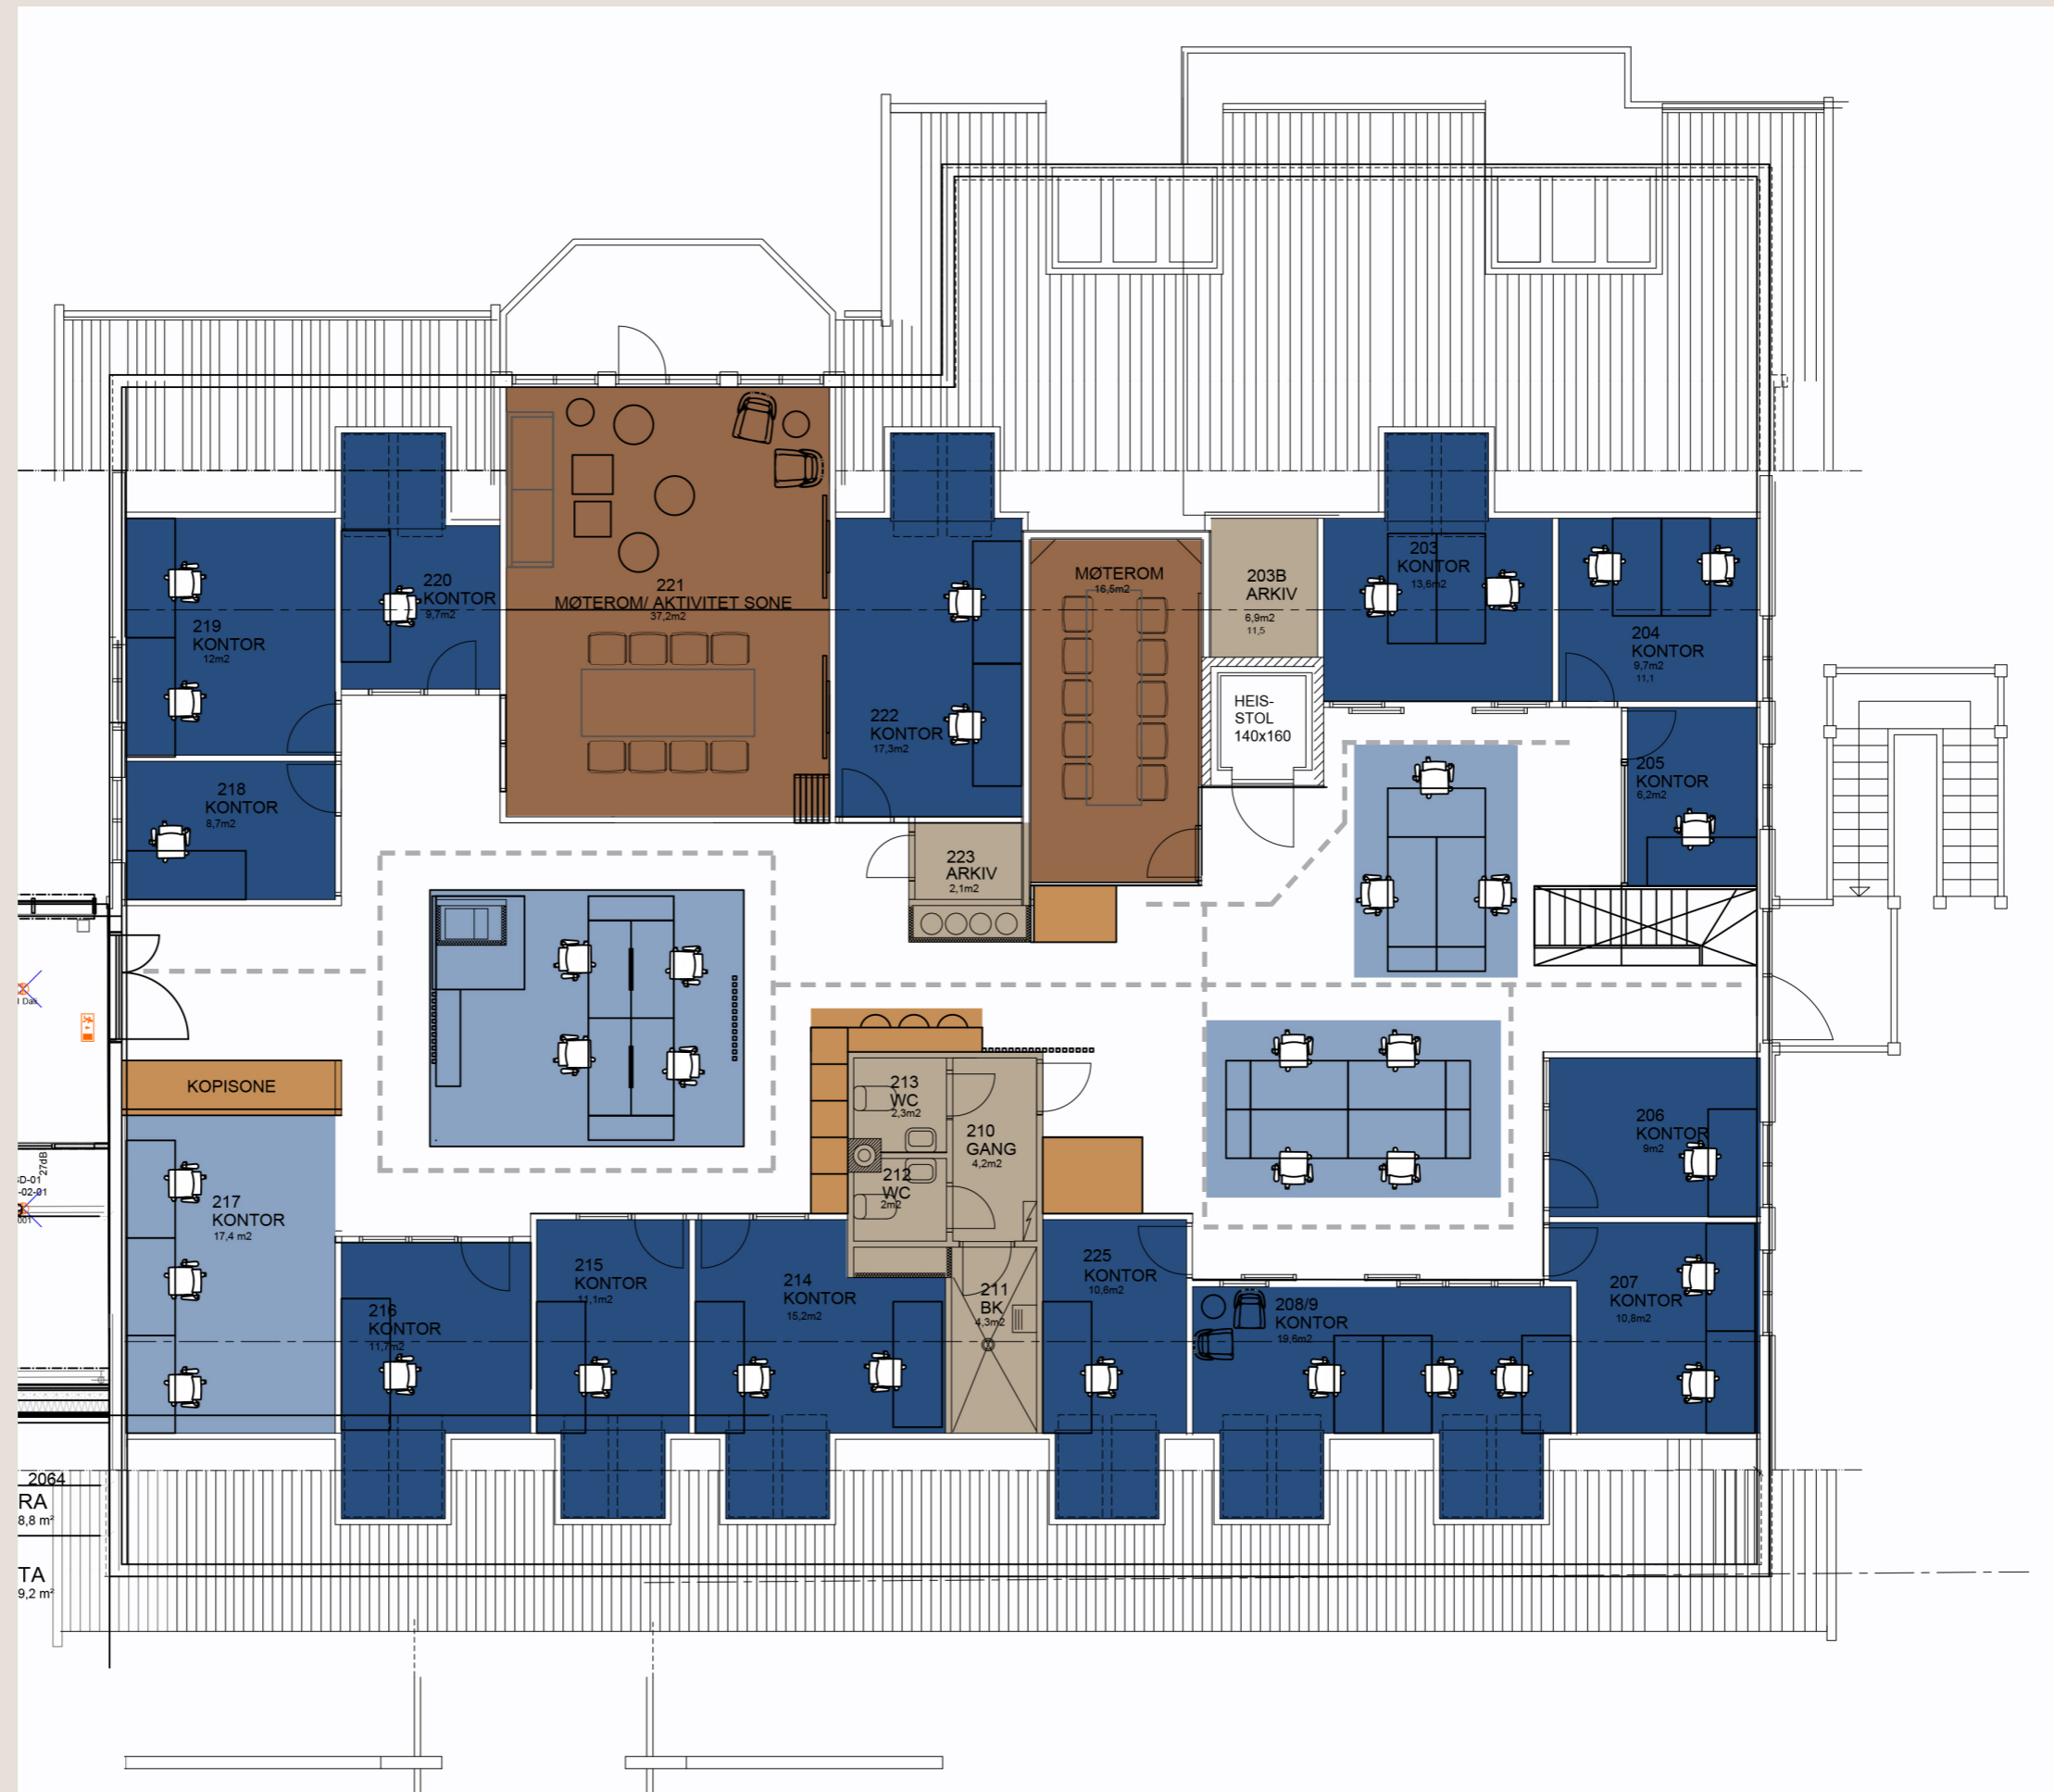 221
MØTEROM/ AKTIVITET SONE
37,2m2
220
KONTOR
9,7m2
219
KONTOR
12m2
218
KONTOR
8,7m2
222
KONTOR
17,3m2
MØTEROM
16,5m2
203B
ARKIV
6,9m2
11,5
203
KONTOR
13,6m2
204
KONTOR
9,7m2
11,1
HEIS-
STOL
140x160
205
KONTOR
6,2m2
223
ARKIV
2,1m2
KOPISONE
213
WC
2,3m2
210
GANG
4,2m2
212
WC
2m2
206
KONTOR
9m2
217
KONTOR
17,4 m2
216
KONTOR
11,7m2
215
KONTOR
11,1m2
214
KONTOR
15,2m2
211
BK
4,3m2
225
KONTOR
10,6m2
208/9
KONTOR
19,6m2
207
KONTOR
10,8m2
27dB
D-01
-02-01
2064
RA
8,8 m²
TA
9,2 m²